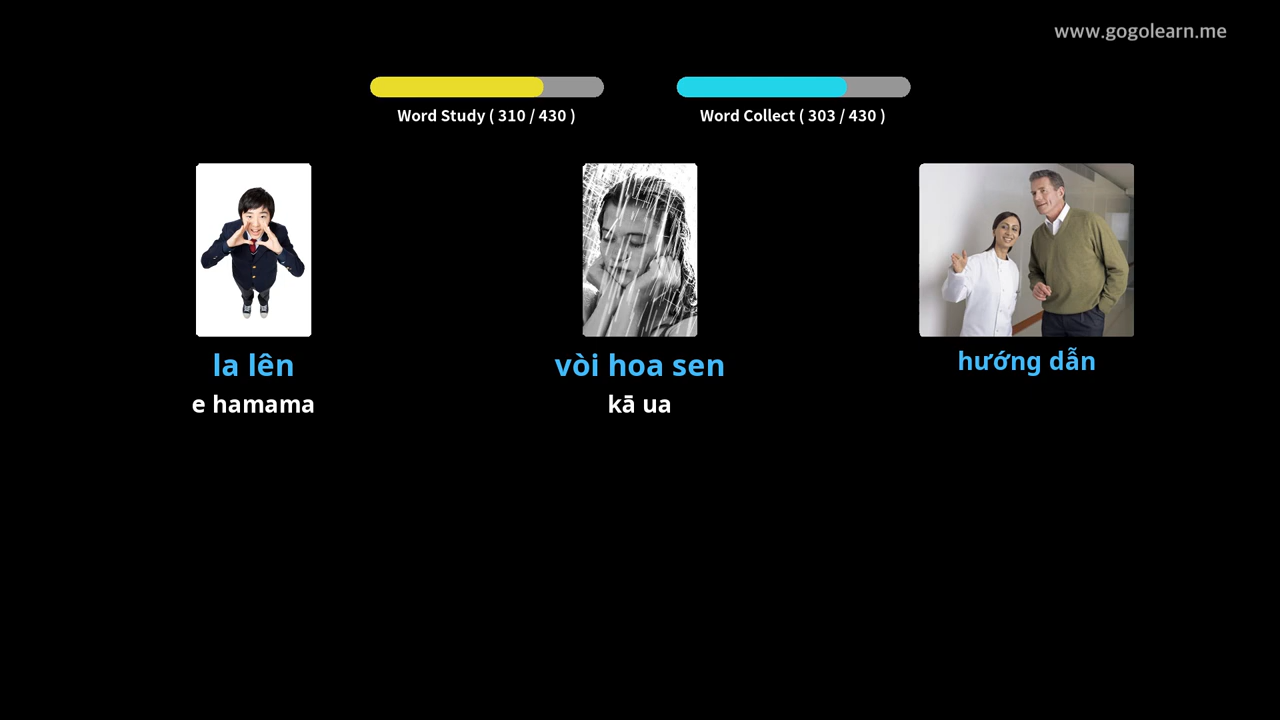 www.gogolearn.me
Word Study ( 310 / 430 )
Word Collect ( 303 / 430 )
la lên
e hamama
vòi hoa sen
kā ua
hướng dẫn